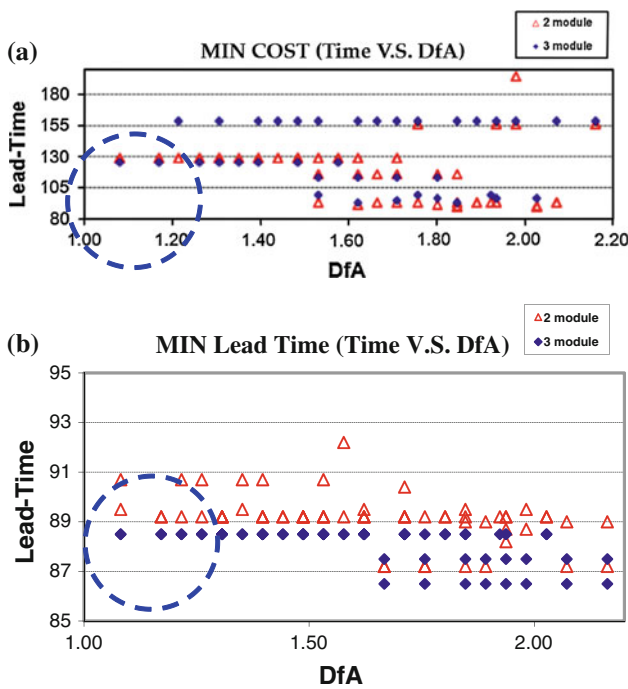 2 module
3 module
(a)
MIN COST (Time V.S. DfA)
Lead-Time
180
155
130
105
80
1.00
1.20
1.40
1.60
1.80
2.00
2.20
DfA
(b)
MIN Lead Time (Time V.S. DfA)
2 module
3 module
Lead-Time
95
93
91
89
87
85
1.00
1.50
2.00
DfA